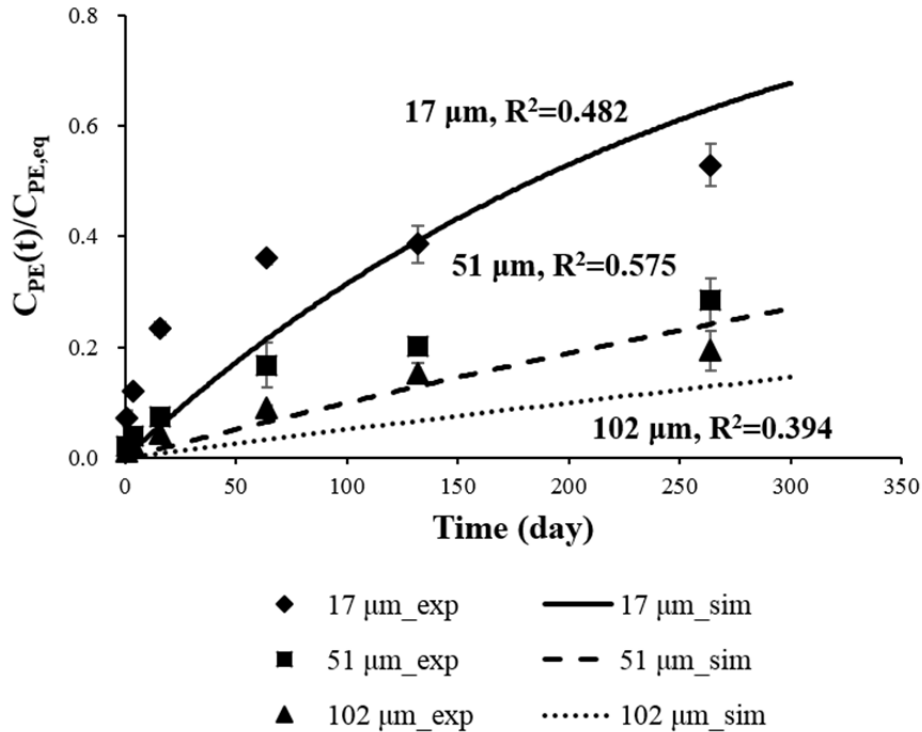 0.8
0.6
0.4
0.2
0.0
C_PE(t)/C_PE,eq
17 μm, R²=0.482
51 μm, R²=0.575
102 μm, R²=0.394
0 50 100 150 200 250 300 350
Time (day)
17 μm_exp 17 μm_sim
51 μm_exp 51 μm_sim
102 μm_exp 102 μm_sim